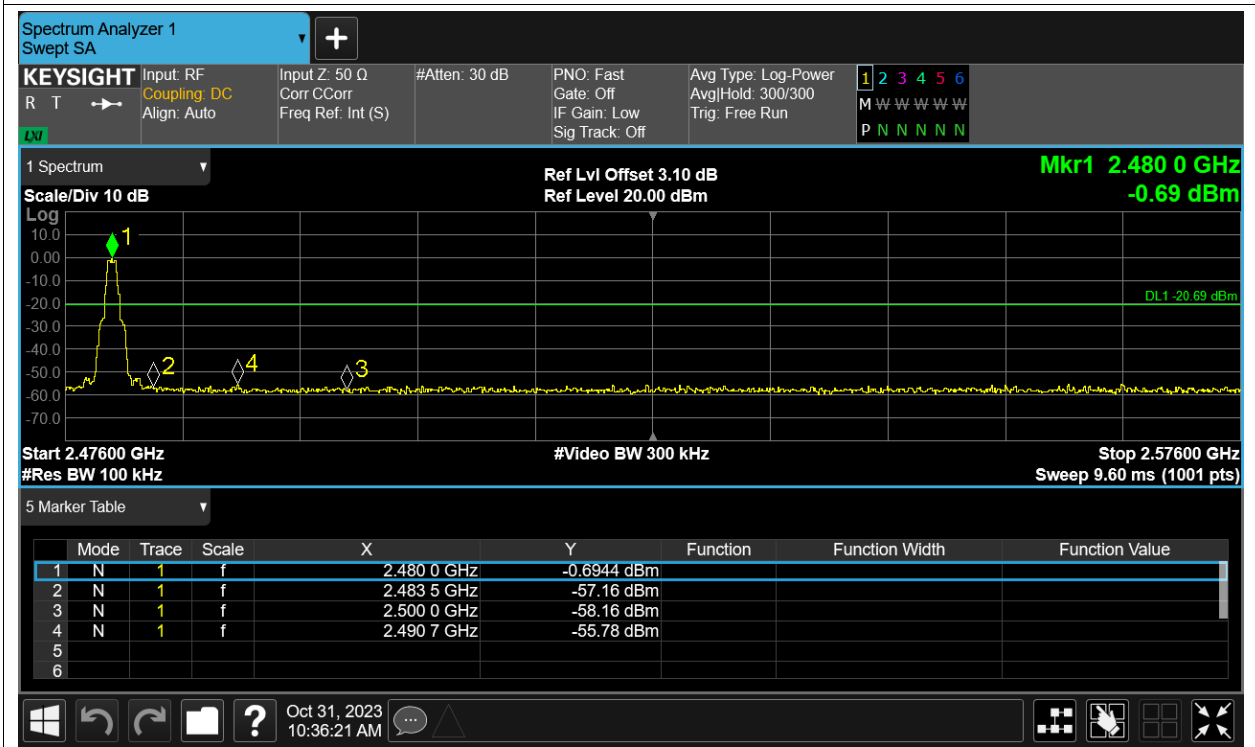 Spectrum Analyzer 1
Swept SA
+
KEYSIGHT Input: RF Input Z: 50 Ω #Atten: 30 dB PNO: Fast Avg Type: Log-Power 1 2 3 4 5 6
R T Coupling: DC Corr CCorr Gate: Off Avg|Hold: 300/300 M W W W W W
Align: Auto Freq Ref: Int (S) IF Gain: Low Trig: Free Run
LXI Sig Track: Off P N N N N N
1 Spectrum Ref Lvl Offset 3.10 dB Mkr1 2.480 0 GHz
Scale/Div 10 dB Ref Level 20.00 dBm -0.69 dBm
Log
10.0
1
0.00
-10.0
-20.0 DL1 -20.69 dBm
-30.0
-40.0
-50.0 2 4 3
-60.0
-70.0
Start 2.47600 GHz #Video BW 300 kHz Stop 2.57600 GHz
#Res BW 100 kHz Sweep 9.60 ms (1001 pts)
5 Marker Table
Mode Trace Scale X Y Function Function Width Function Value
1 N 1 f 2.480 0 GHz -0.6944 dBm
2 N 1 f 2.483 5 GHz -57.16 dBm
3 N 1 f 2.500 0 GHz -58.16 dBm
4 N 1 f 2.490 7 GHz -55.78 dBm
5
6
? Oct 31, 2023
10:36:21 AM